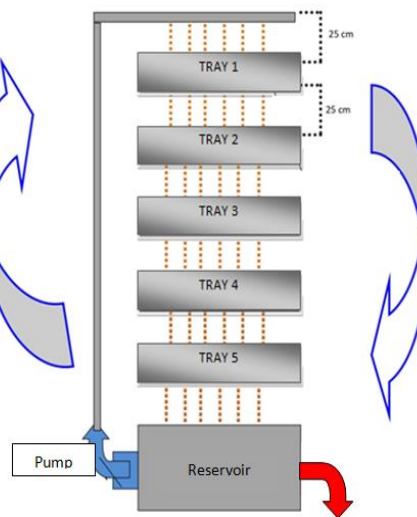 25 cm
TRAY 1
25 cm
TRAY 2
TRAY 3
TRAY 4
TRAY 5
Pump
Reservoir